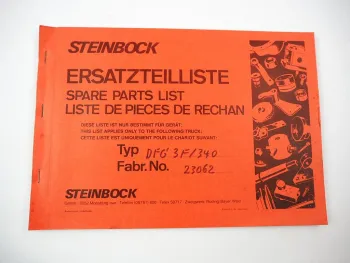 STEINBOCK
ERSATZTEILLISTE
SPARE PARTS LIST
LISTE DE PIECES DE RECHAN
DIESE LISTE IST NUR BESTIMMT FÜR GERÄT:
THIS LIST APPLIES ONLY TO THE FOLLOWING TRUCK:
CETTE LISTE EST UNIQUEMENT POUR LE CHARIOT SUIVANT:
Typ DFG 3F/340
Fabr. No. 23062
STEINBOCK